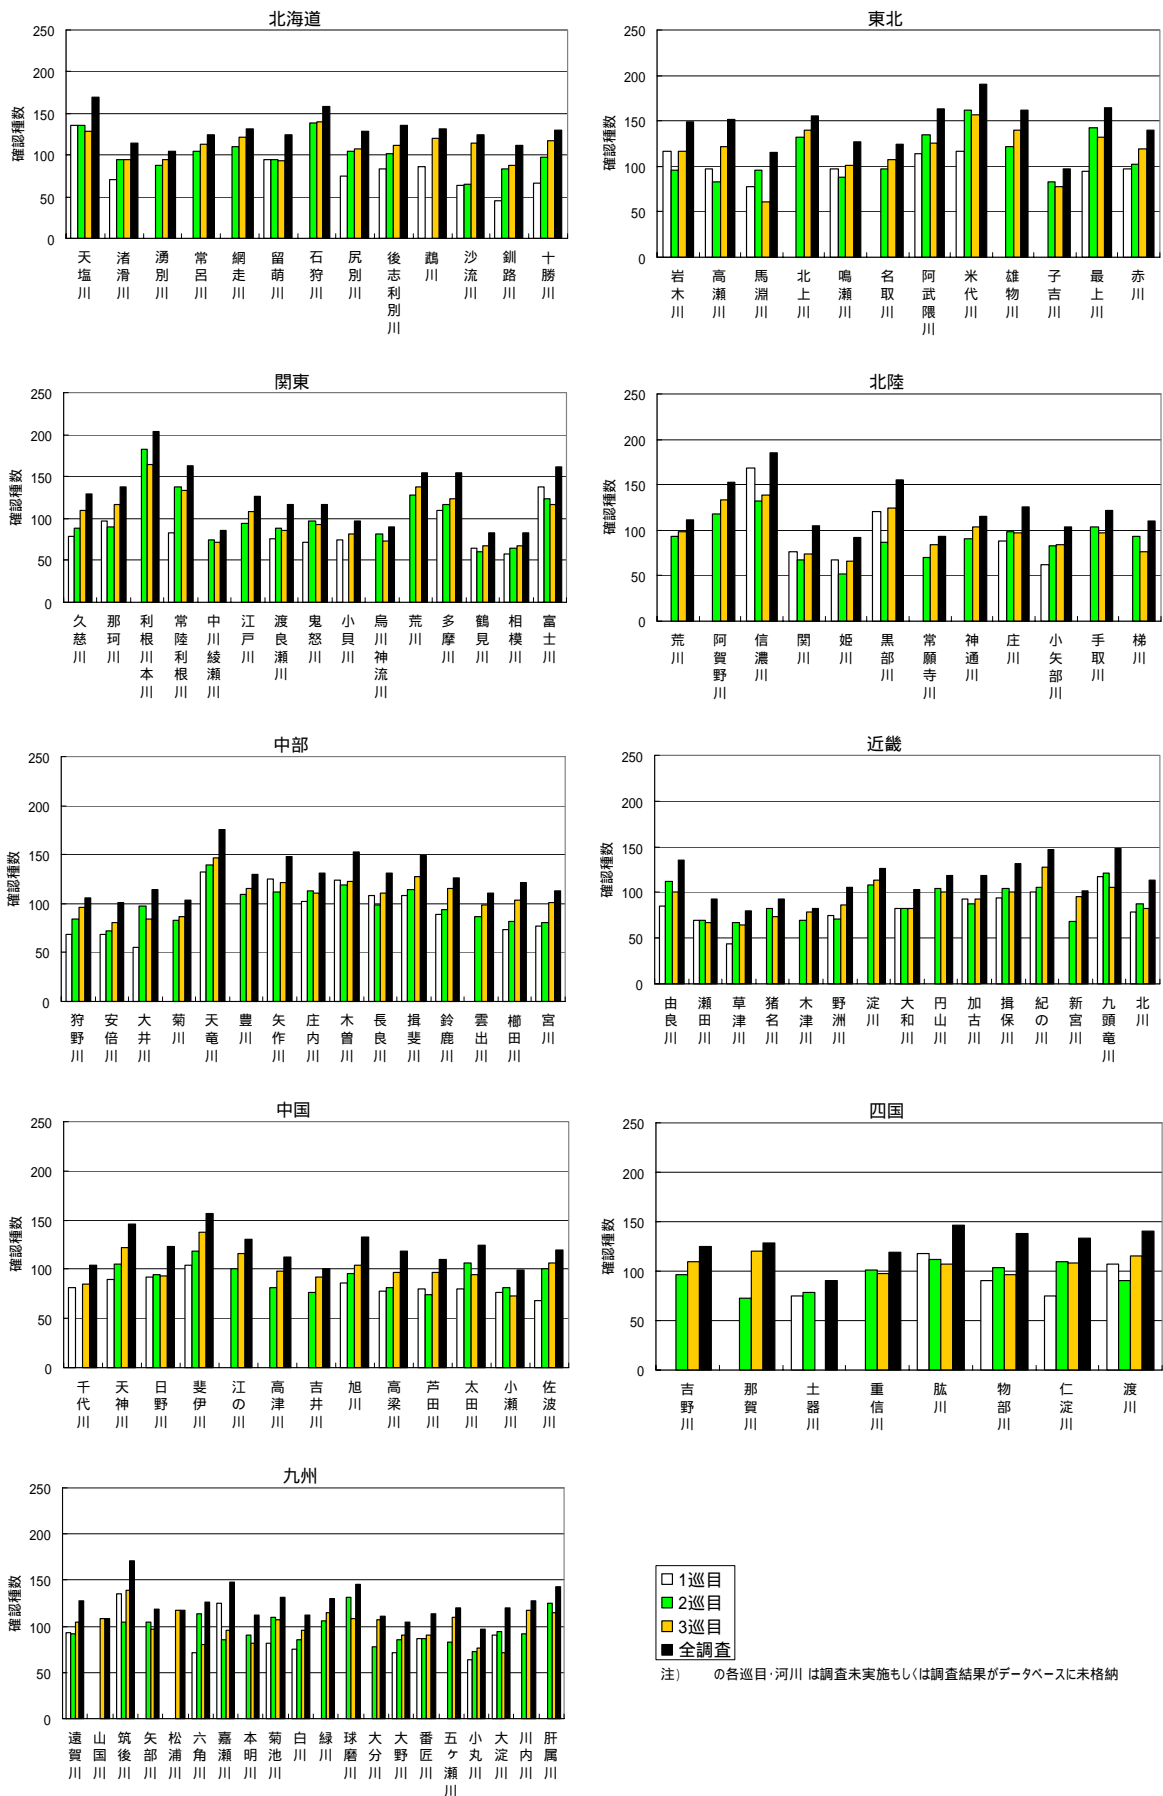 北海道
確認種数
250
200
150
100
50
0
天塩川
渚滑川
湧別川
常呂川
網走川
留萌川
石狩川
尻別川
後志利別川
鵡川
沙流川
釧路川
十勝川
東北
確認種数
250
200
150
100
50
0
岩木川
高瀬川
馬淵川
北上川
鳴瀬川
名取川
阿武隈川
米代川
雄物川
子吉川
最上川
赤川
関東
確認種数
250
200
150
100
50
0
久慈川
那珂川
利根川本川
常陸利根川
中川綾瀬川
江戸川
渡良瀬川
鬼怒川
小貝川
烏川神流川
荒川
多摩川
鶴見川
相模川
富士川
北陸
確認種数
250
200
150
100
50
0
荒川
阿賀野川
信濃川
関川
姫川
黒部川
常願寺川
神通川
庄川
小矢部川
手取川
梯川
中部
確認種数
250
200
150
100
50
0
狩野川
安倍川
大井川
菊川
天竜川
豊川
矢作川
庄内川
木曽川
長良川
揖斐川
鈴鹿川
雲出川
櫛田川
宮川
近畿
確認種数
250
200
150
100
50
0
由良川
瀬田川
草津川
猪名川
木津川
野洲川
淀川
大和川
円山川
加古川
揖保川
紀の川
新宮川
九頭竜川
北川
中国
確認種数
250
200
150
100
50
0
千代川
天神川
日野川
斐伊川
江の川
高津川
吉井川
旭川
高梁川
芦田川
太田川
小瀬川
佐波川
四国
確認種数
250
200
150
100
50
0
吉野川
那賀川
土器川
重信川
肱川
物部川
仁淀川
渡川
九州
確認種数
250
200
150
100
50
0
遠賀川
山国川
筑後川
矢部川
松浦川
六角川
嘉瀬川
本明川
菊池川
白川
緑川
球磨川
大分川
大野川
番匠川
五ヶ瀬川
小丸川
大淀川
川内川
肝属川
1巡目
2巡目
3巡目
全調査
注) の各巡目･河川 は調査未実施もしくは調査結果がデータベースに未格納